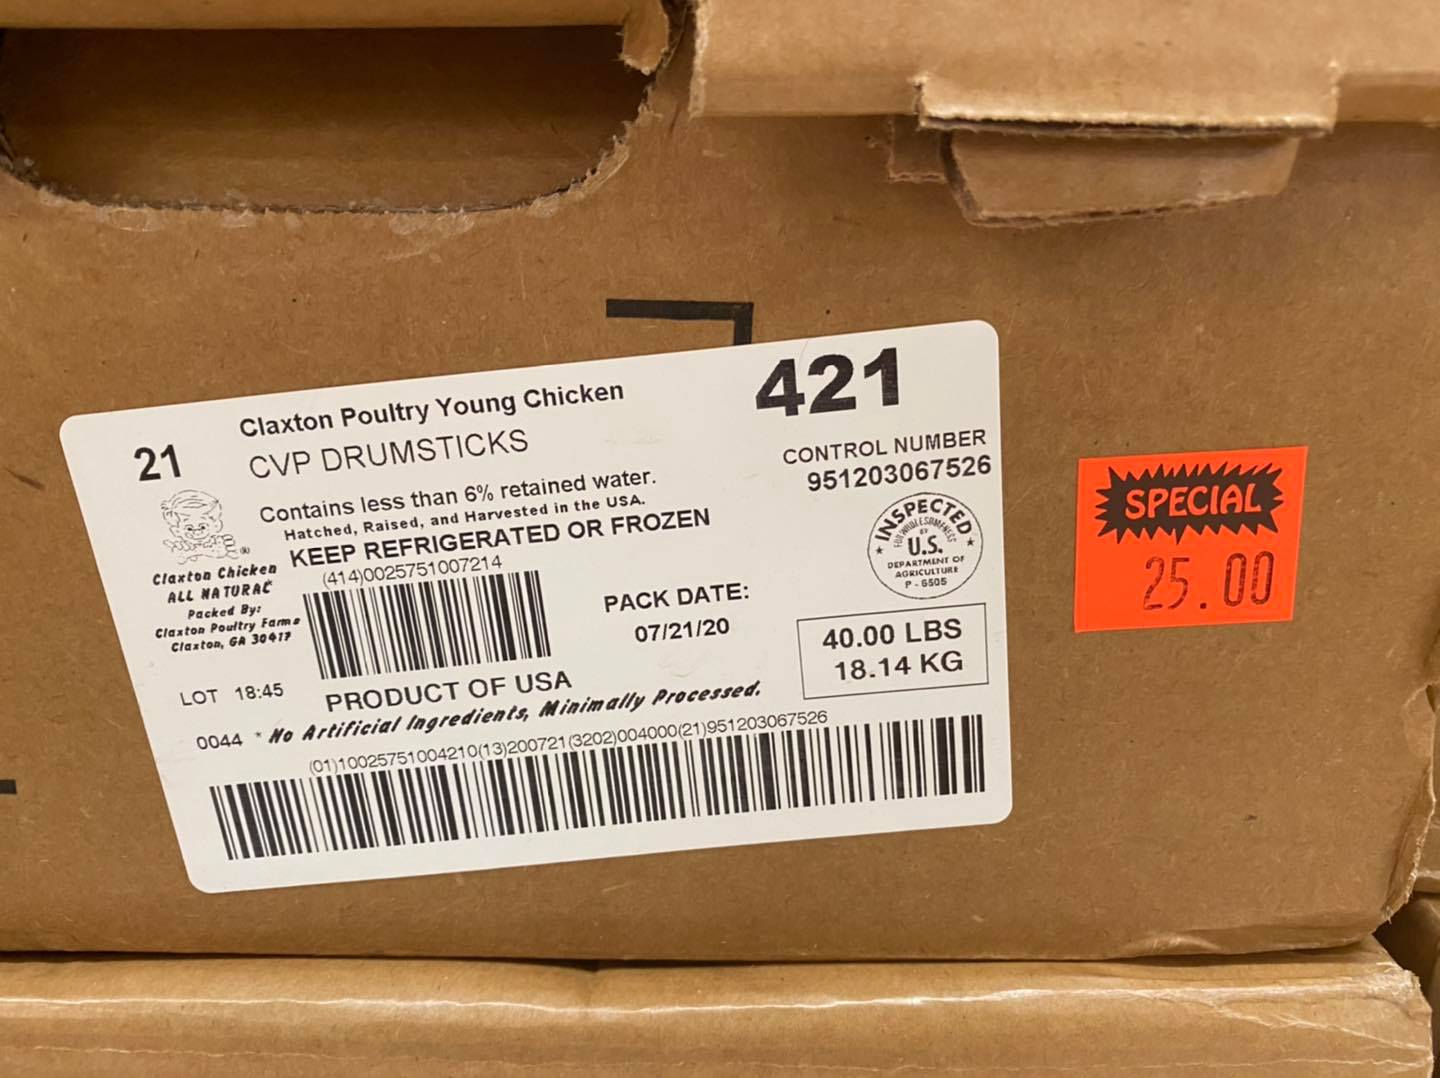 Claxton Poultry Young Chicken
21
CVP DRUMSTICKS
421
CONTROL NUMBER
951203067526
Contains less than 6% retained water.
Hatched, Raised, and Harvested in the USA.
KEEP REFRIGERATED OR FROZEN
(414)0025751007214
Claxton Chicken
ALL NATURAL
Packed By:
Claxton Poultry Farms
Claxton, GA 30417
PACK DATE:
07/21/20
INSPECTED
FOR WHOLESOMENESS
BY
U.S.
DEPARTMENT OF
AGRICULTURE
P-6505
40.00 LBS
18.14 KG
LOT 18:45
PRODUCT OF USA
0044 * No Artificial Ingredients, Minimally Processed.
(01)10025751004210(13)200721(3202)004000(21)951203067526
SPECIAL
25.00